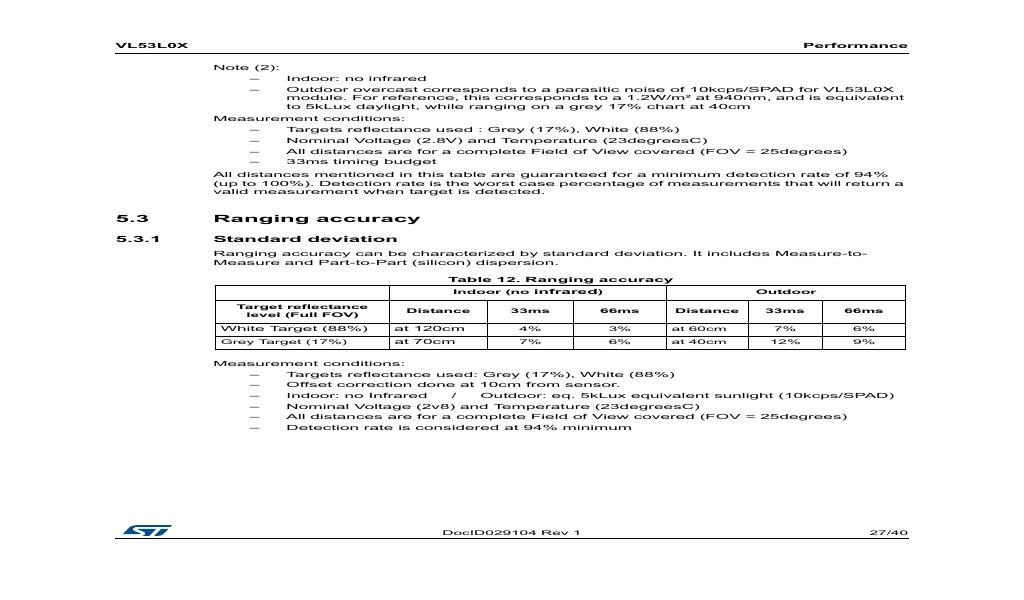 VL53L0X Performance
Note (2):
– Indoor: no infrared
– Outdoor overcast corresponds to a parasitic noise of 10kcps/SPAD for VL53L0X
module. For reference, this corresponds to a 1.2W/m² at 940nm, and is equivalent
to 5kLux daylight, while ranging on a grey 17% chart at 40cm
Measurement conditions:
– Targets reflectance used : Grey (17%), White (88%)
– Nominal Voltage (2.8V) and Temperature (23degreesC)
– All distances are for a complete Field of View covered (FOV = 25degrees)
– 33ms timing budget
All distances mentioned in this table are guaranteed for a minimum detection rate of 94%
(up to 100%). Detection rate is the worst case percentage of measurements that will return a
valid measurement when target is detected.
5.3 Ranging accuracy
5.3.1 Standard deviation
Ranging accuracy can be characterized by standard deviation. It includes Measure-to-
Measure and Part-to-Part (silicon) dispersion.
Table 12. Ranging accuracy
Indoor (no infrared) Outdoor
Target reflectance
level (Full FOV) Distance 33ms 66ms Distance 33ms 66ms
White Target (88%) at 120cm 4% 3% at 60cm 7% 6%
Grey Target (17%) at 70cm 7% 6% at 40cm 12% 9%
Measurement conditions:
– Targets reflectance used: Grey (17%), White (88%)
– Offset correction done at 10cm from sensor.
– Indoor: no Infrared / Outdoor: eq. 5kLux equivalent sunlight (10kcps/SPAD)
– Nominal Voltage (2v8) and Temperature (23degreesC)
– All distances are for a complete Field of View covered (FOV = 25degrees)
– Detection rate is considered at 94% minimum
ST DocID029104 Rev 1 27/40